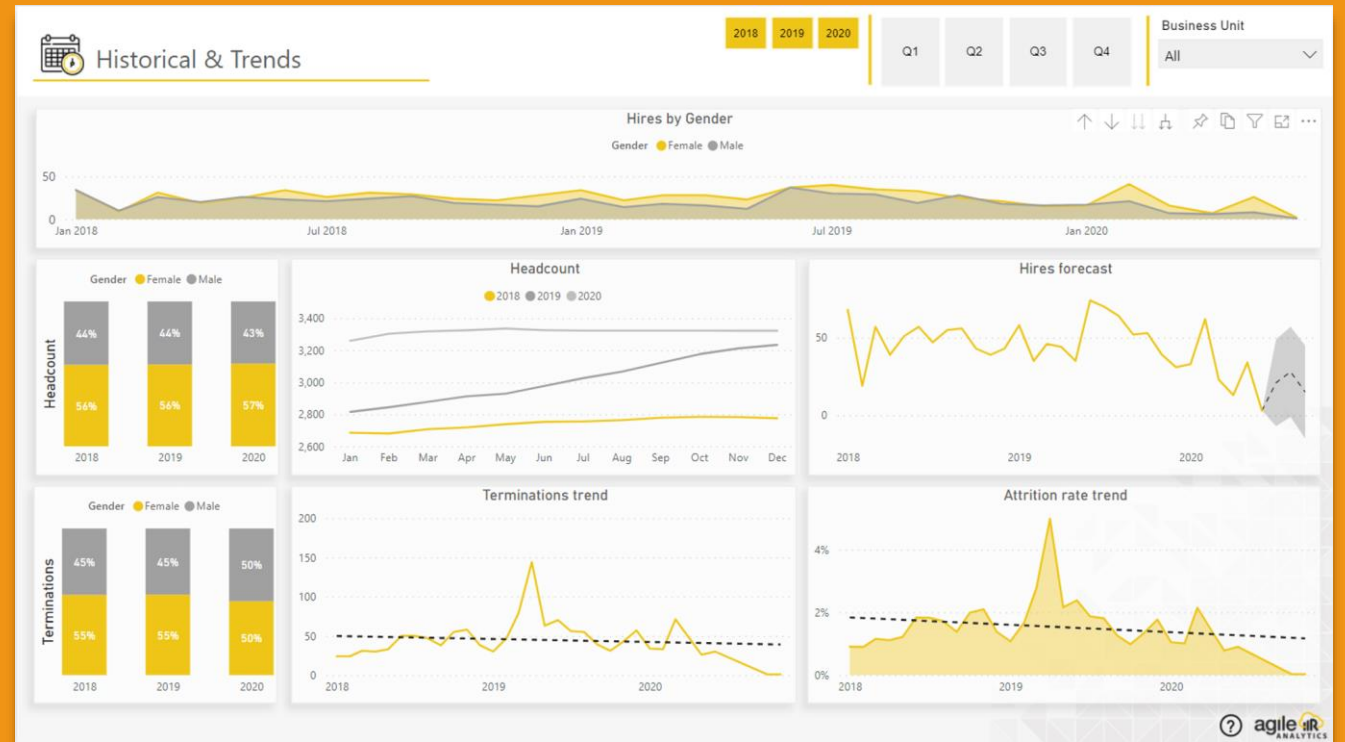 Historical & Trends
2018 2019 2020
Q1 Q2 Q3 Q4
Business Unit
All
Hires by Gender
Gender Female Male
50
0
Jan 2018 Jul 2018 Jan 2019 Jul 2019 Jan 2020
Gender Female Male
Headcount
44% 44% 43%
56% 56% 57%
2018 2019 2020
Headcount
2018 2019 2020
3,400
3,200
3,000
2,800
2,600
Jan Feb Mar Apr May Jun Jul Aug Sep Oct Nov Dec
Hires forecast
50
0
2018 2019 2020
Gender Female Male
Terminations
45% 45% 50%
55% 55% 50%
2018 2019 2020
Terminations trend
200
150
100
50
0
2018 2019 2020
Attrition rate trend
4%
2%
0%
2018 2019 2020
? agile HR
ANALYTICS